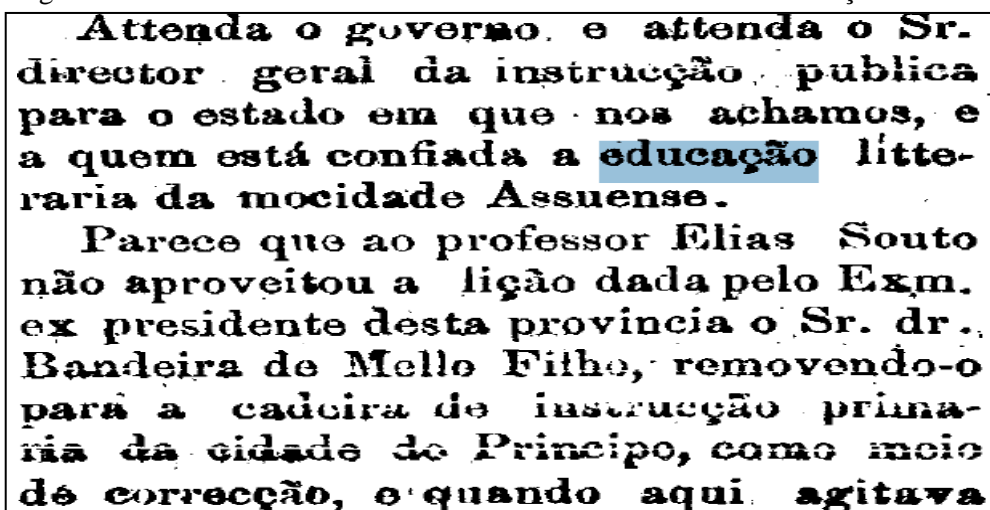 Attenda o governo e attenda o Sr.
director geral da instrucção publica
para o estado em que nos achamos, e
a quem está confiada a educação litte-
raria da mocidade Assuense.
Parece que ao professor Elias Souto
não aproveitou a lição dada pelo Exm.
ex presidente desta provincia o Sr. dr.
Bandeira de Mello Filho, removendo-o
para a cadeira de instrucção prima-
ria da cidade do Principe, como meio
de correcção, e quando aqui agitava